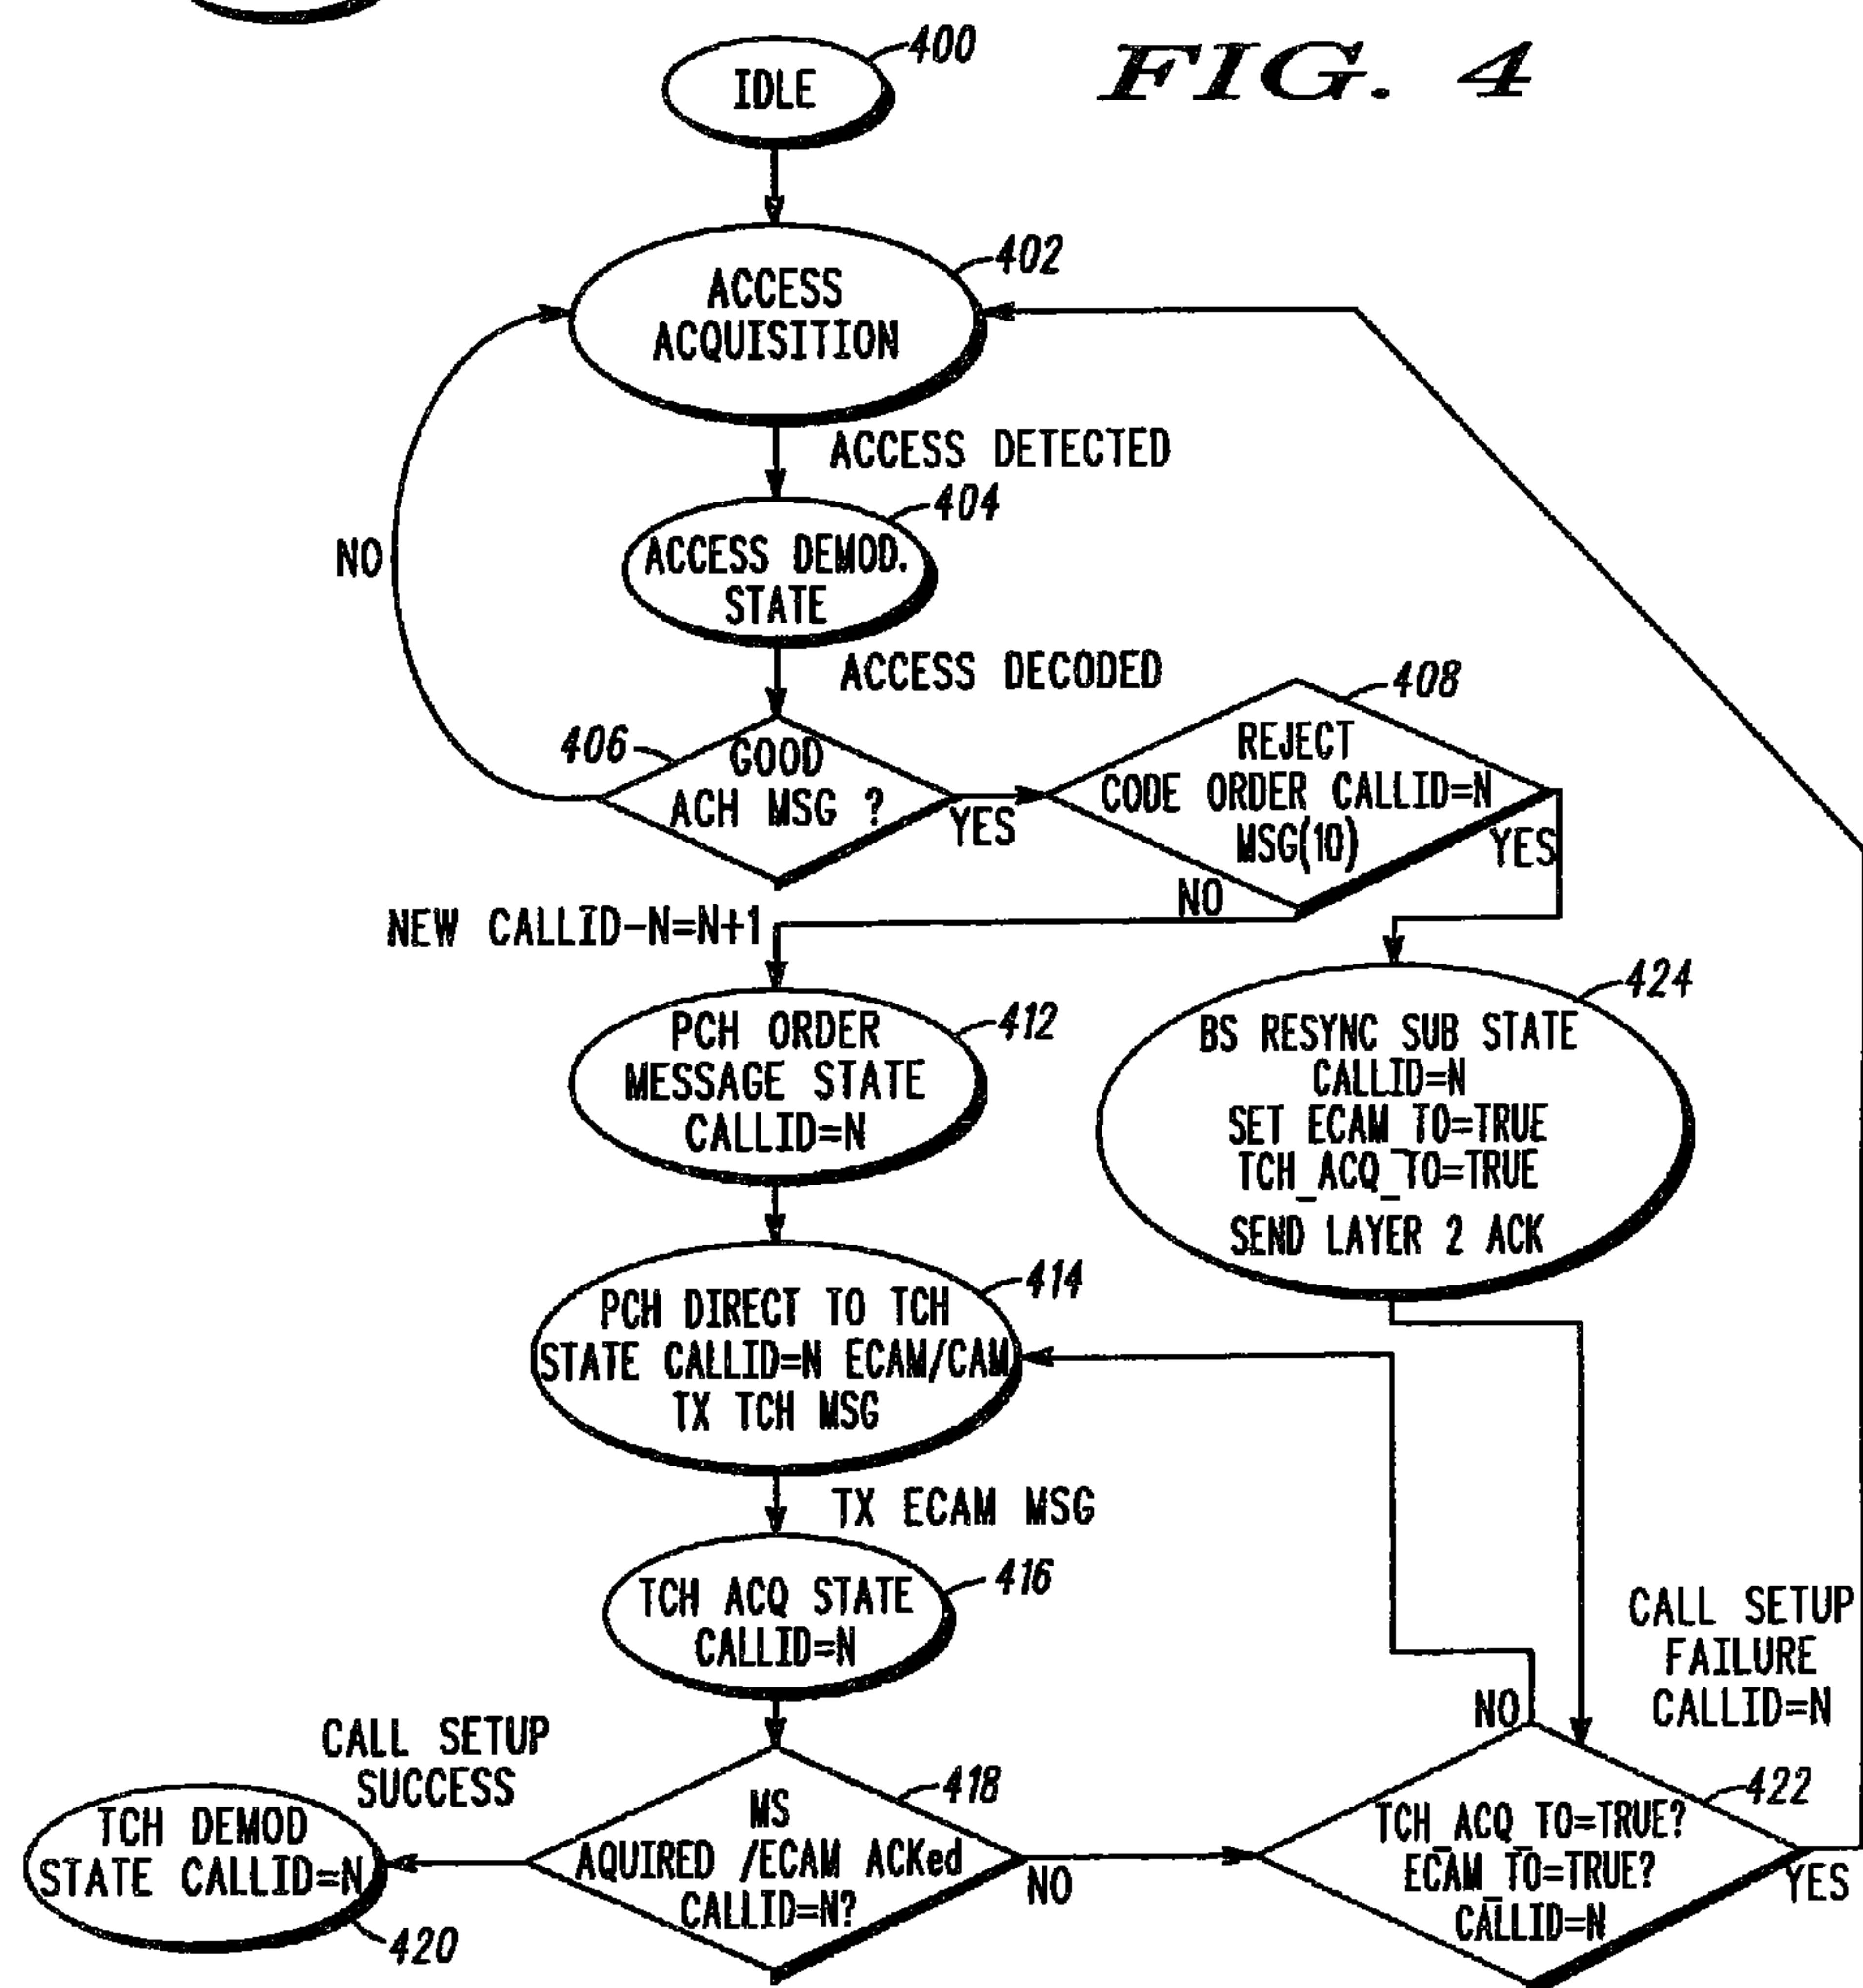 400
IDLE
FIG. 4
402
ACCESS
ACQUISITION
ACCESS DETECTED
404
NO
ACCESS DEMOD.
STATE
ACCESS DECODED
408
406
GOOD
ACH MSG ?
YES
REJECT
CODE ORDER CALLID=N
MSG(10)
YES
NO
NEW CALLID-N=N+1
412
PCH ORDER
MESSAGE STATE
CALLID=N
424
BS RESYNC SUB STATE
CALLID=N
SET ECAM_TO=TRUE
TCH_ACQ_TO=TRUE
SEND LAYER 2 ACK
414
PCH DIRECT TO TCH
STATE CALLID=N ECAM/CAM
TX TCH MSG
TX ECAM MSG
416
TCH ACQ STATE
CALLID=N
CALL SETUP
FAILURE
CALLID=N
NO
CALL SETUP
SUCCESS
418
MS
AQUIRED /ECAM ACKed
CALLID=N?
NO
422
TCH_ACQ_TO=TRUE?
ECAM_TO=TRUE?
CALLID=N
YES
TCH DEMOD
STATE CALLID=N
420